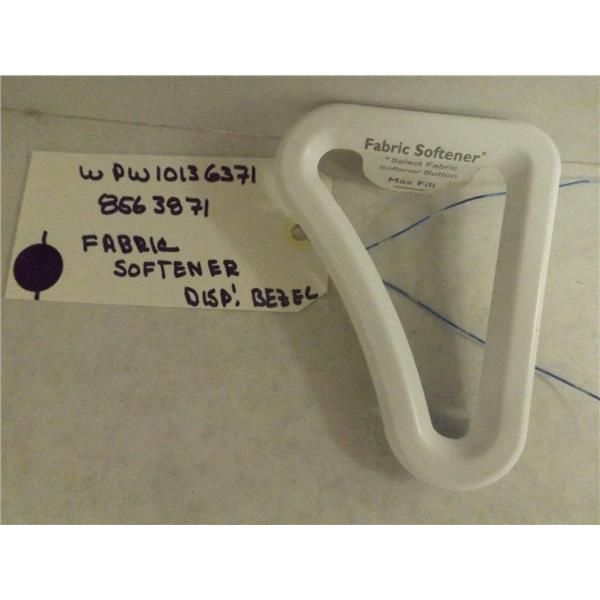 WPW10136371
8563871
FABRIC
SOFTENER
DISP. BEZEL
Fabric Softener*
*Select Fabric
Softener Button
Max Fill